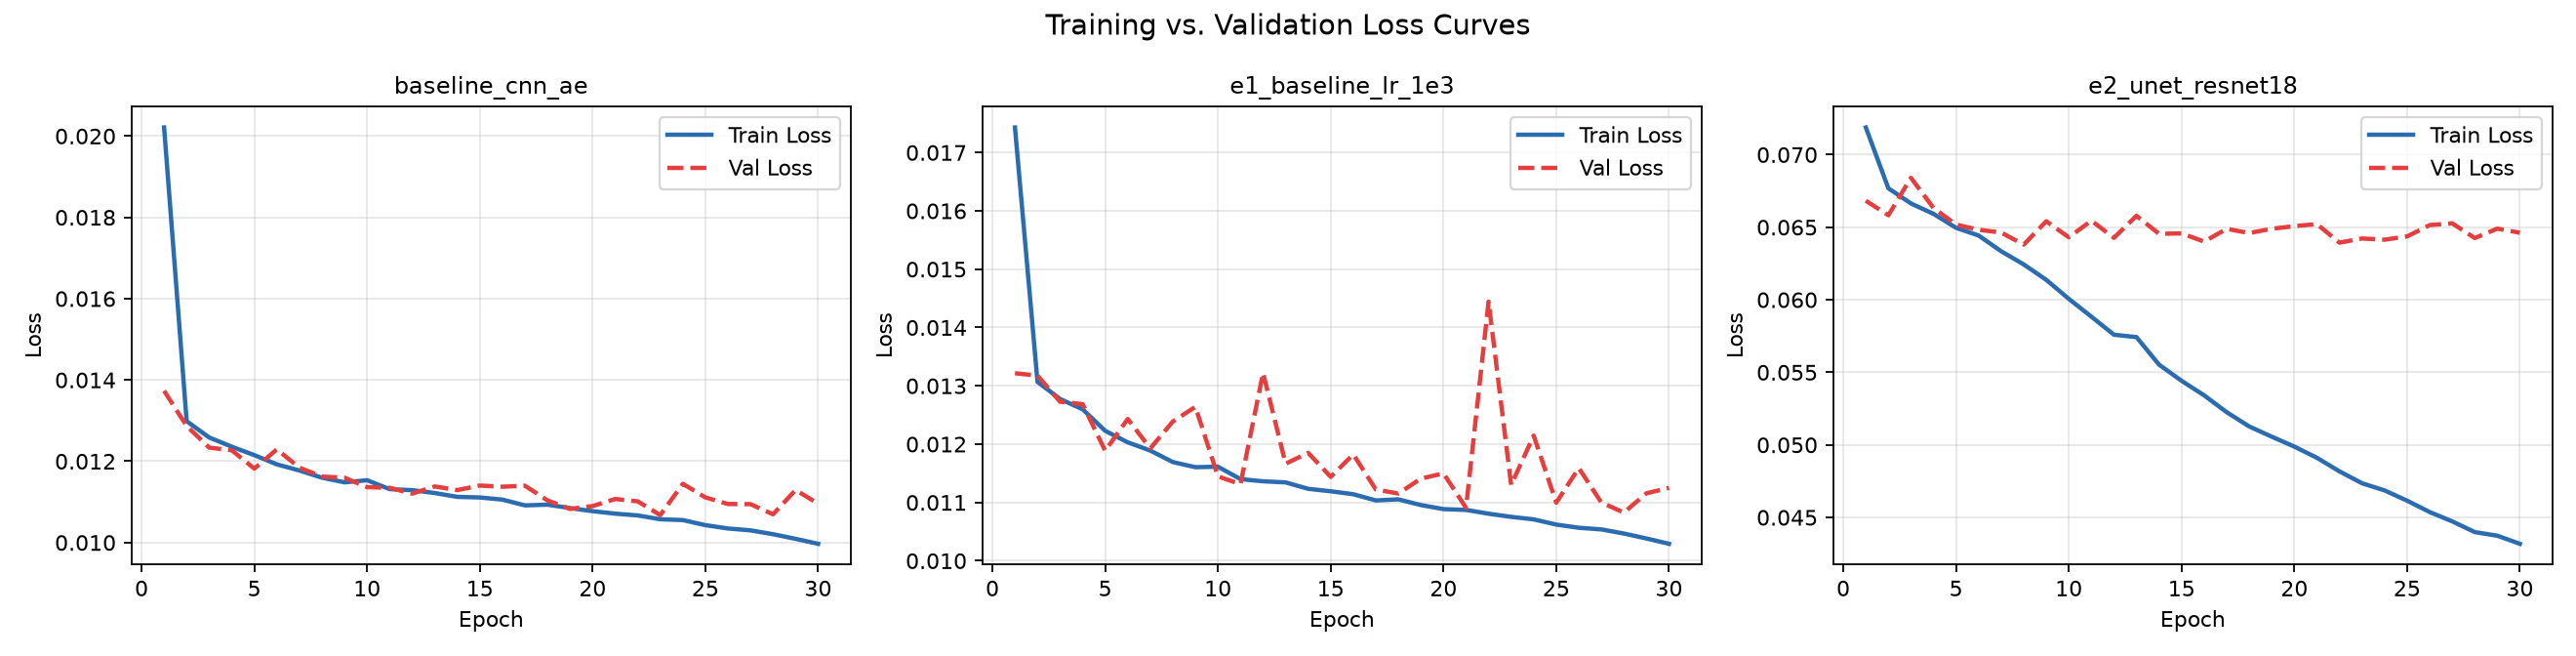 Training vs. Validation Loss Curves
baseline_cnn_ae
Loss
0.020
0.018
0.016
0.014
0.012
0.010
Train Loss
Val Loss
0 5 10 15 20 25 30
Epoch
e1_baseline_lr_1e3
Loss
0.017
0.016
0.015
0.014
0.013
0.012
0.011
0.010
Train Loss
Val Loss
0 5 10 15 20 25 30
Epoch
e2_unet_resnet18
Loss
0.070
0.065
0.060
0.055
0.050
0.045
Train Loss
Val Loss
0 5 10 15 20 25 30
Epoch